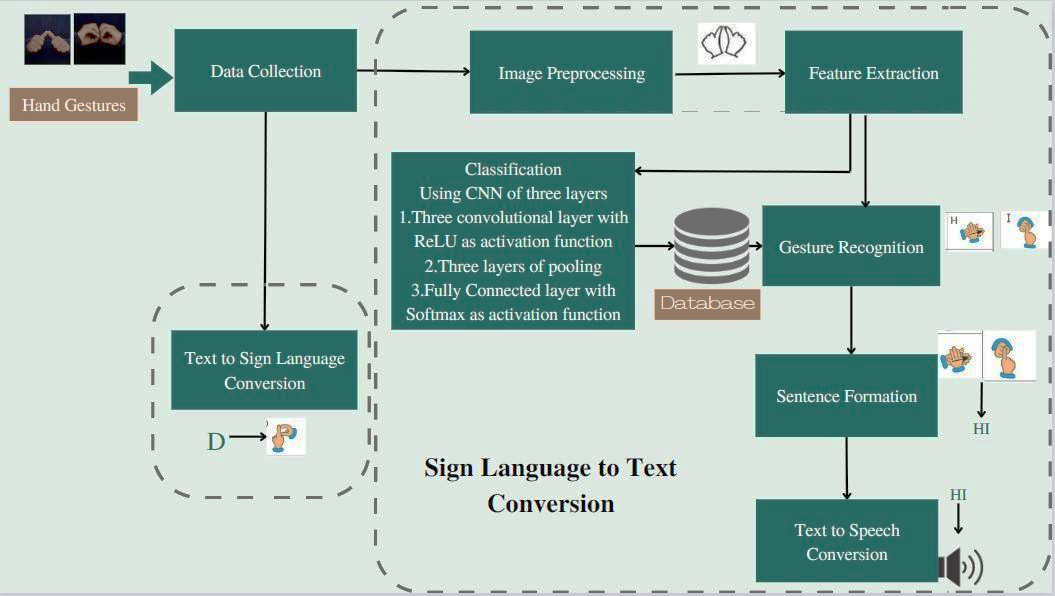 Hand Gestures
Data Collection
Image Preprocessing
Feature Extraction
Classification
Using CNN of three layers
1.Three convolutional layer with
ReLU as activation function
2.Three layers of pooling
3.Fully Connected layer with
Softmax as activation function
Database
Gesture Recognition
H
I
Text to Sign Language
Conversion
D
Sentence Formation
HI
Sign Language to Text
Conversion
HI
Text to Speech
Conversion